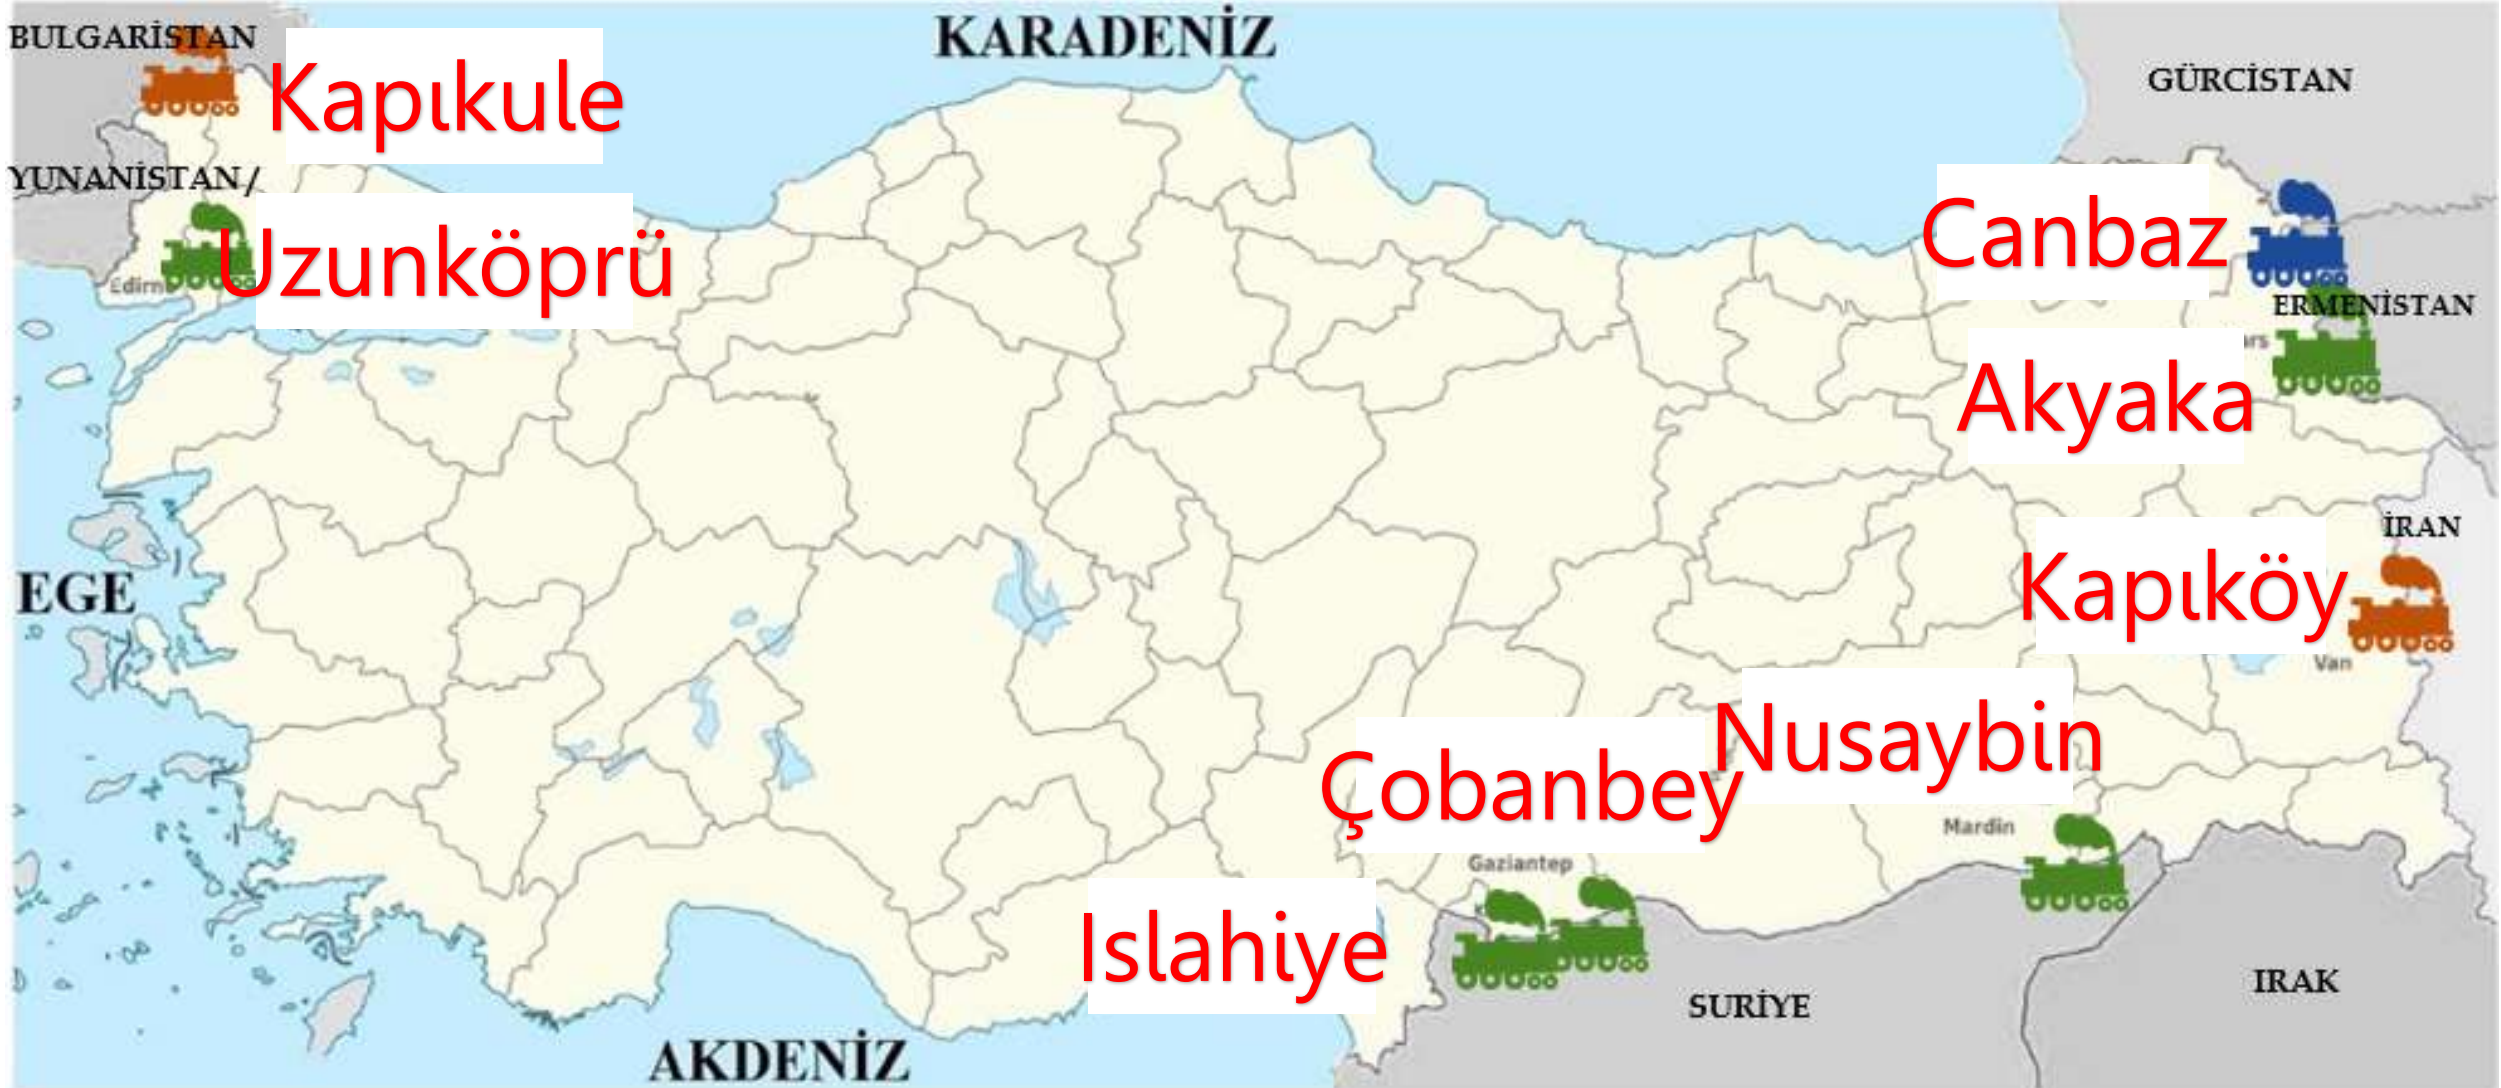 KARADENİZ
BULGARİSTAN
Kapıkule
GÜRCİSTAN
YUNANİSTAN/
Canbaz
Uzunköprü
ERMENİSTAN
Akyaka
İRAN
EGE
Kapıköy
Van
Nusaybin
Çobanbey
Mardin
Gaziantep
Islahiye
IRAK
SURİYE
AKDENİZ